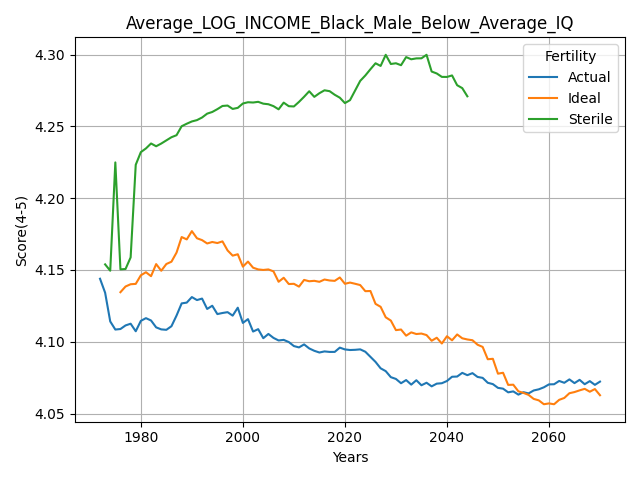 Average_LOG_INCOME_Black_Male_Below_Average_IQ
4.30
4.25
4.20
4.15
4.10
4.05
Score(4-5)
Fertility
Actual
Ideal
Sterile
1980
2000
2020
2040
2060
Years